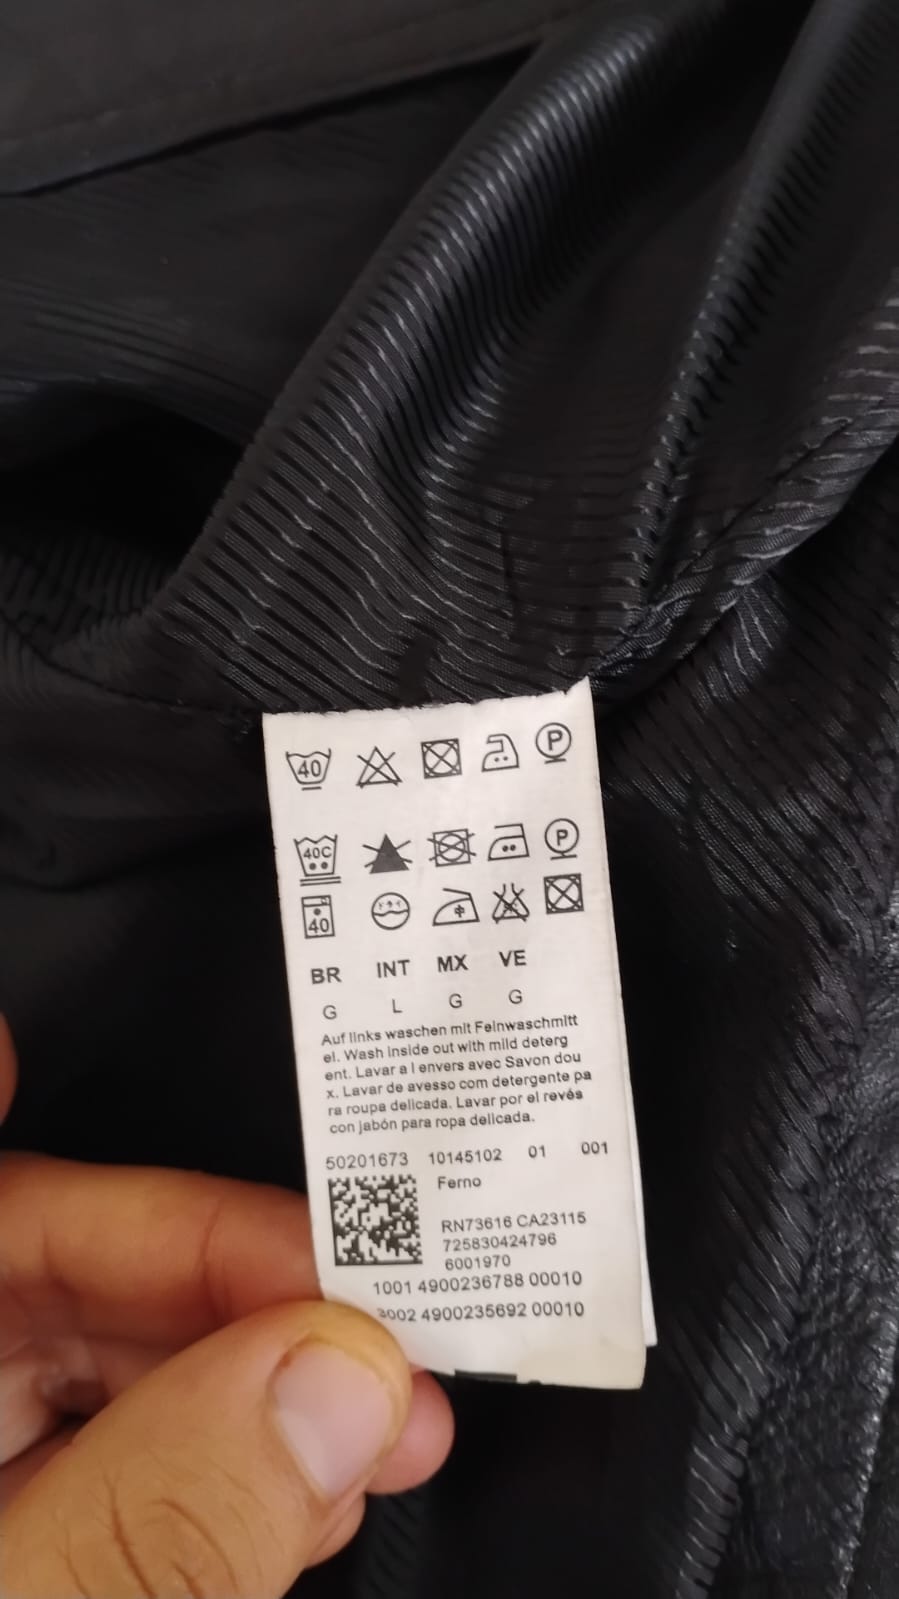 40 P
40C P
40
BR INT MX VE
G L G G
Auf links waschen mit Feinwaschmitt
el. Wash inside out with mild deterg
ent. Lavar a l envers avec Savon dou
x. Lavar de avesso com detergente pa
ra roupa delicada. Lavar por el revés
con jabón para ropa delicada.
50201673 10145102 01 001
Ferno
RN73616 CA23115
725830424796
6001970
1001 4900236788 00010
3002 4900235692 00010